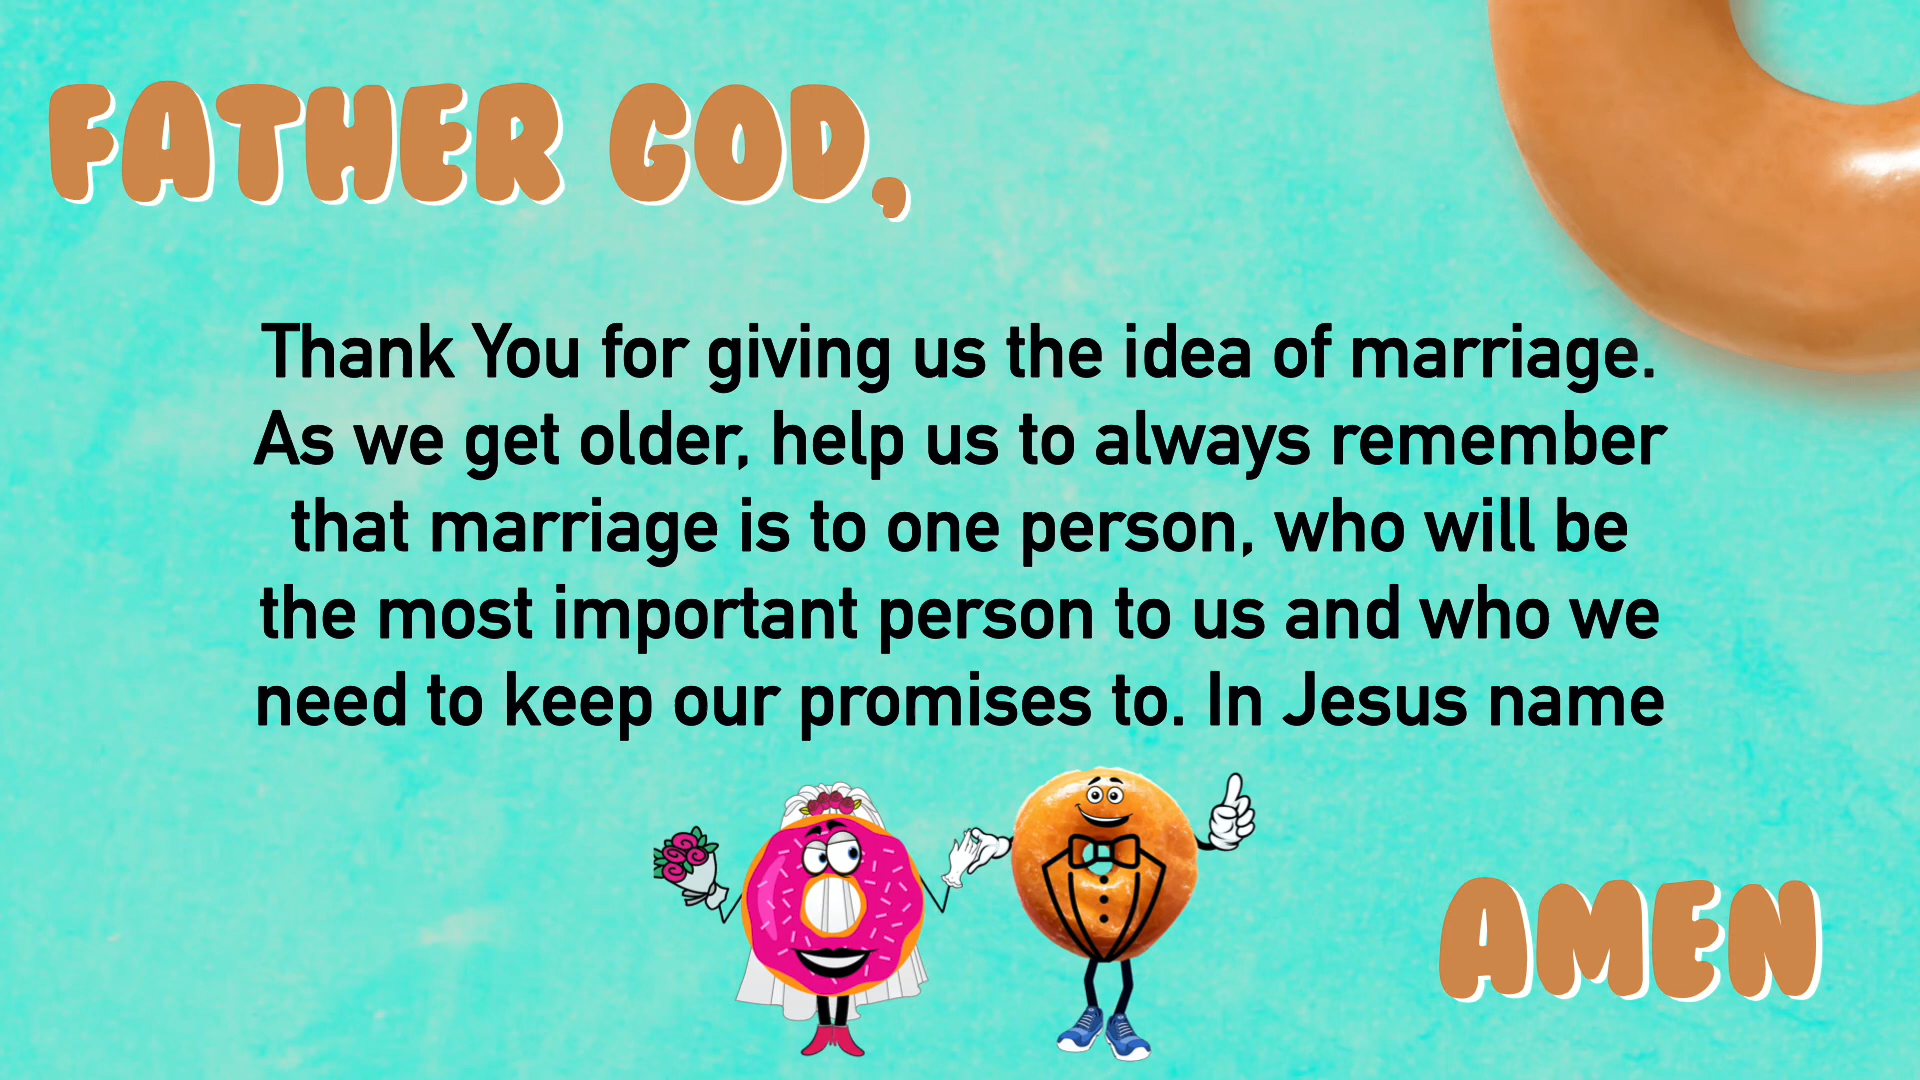 FATHER GOD,
Thank You for giving us the idea of marriage.
As we get older, help us to always remember
that marriage is to one person, who will be
the most important person to us and who we
need to keep our promises to. In Jesus name
AMEN